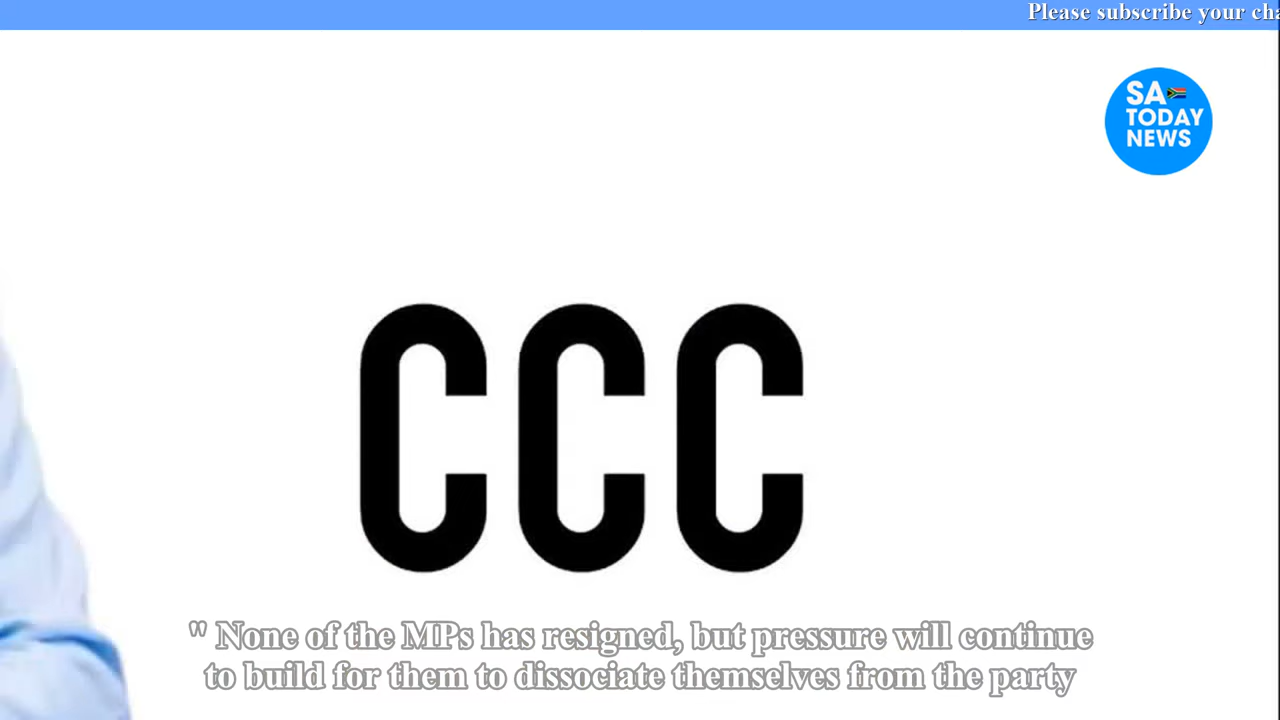 Please subscribe your cha
SA
TODAY
NEWS
CCC
" None of the MPs has resigned, but pressure will continue
to build for them to dissociate themselves from the party